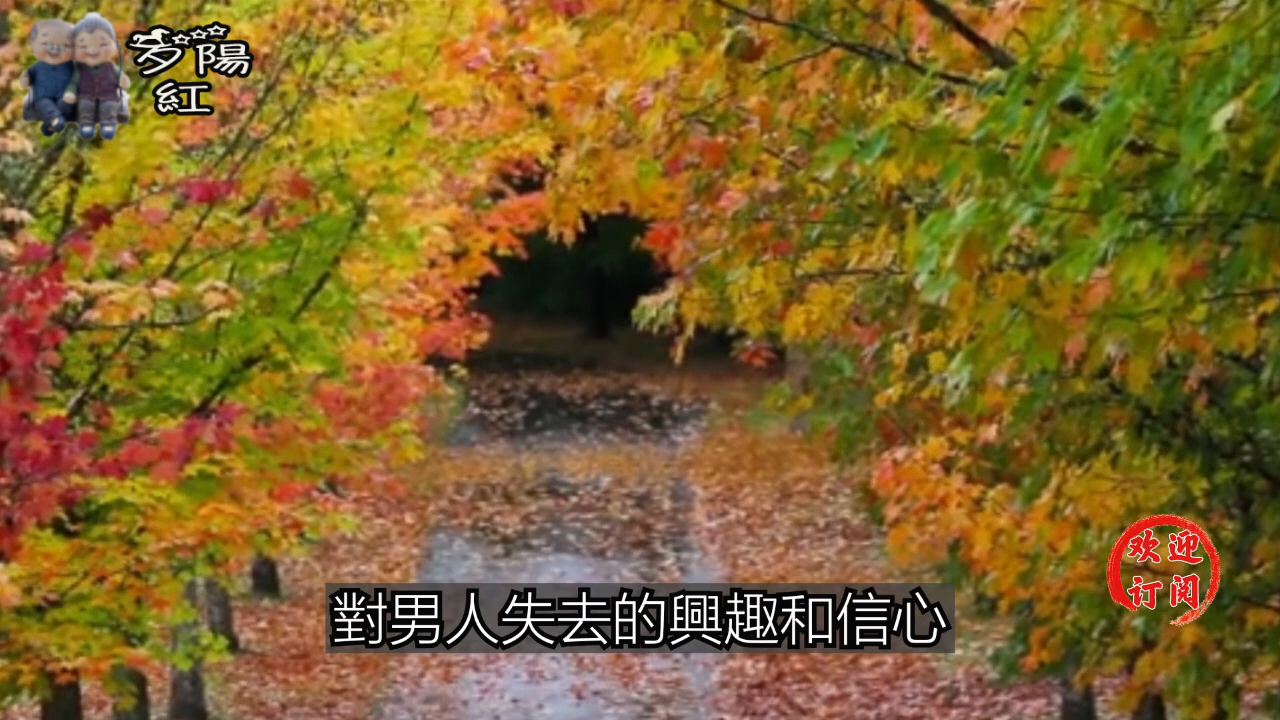 夕陽
紅
欢迎
订阅
對男人失去的興趣和信心